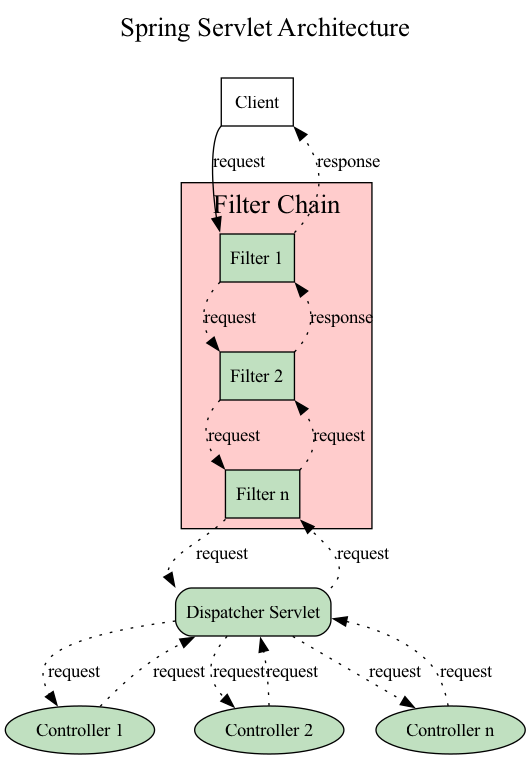 Spring Servlet Architecture
Client
request
response
Filter Chain
Filter 1
request
response
Filter 2
request
request
Filter n
request
request
Dispatcher Servlet
request
request
request
request
request
request
Controller 1
Controller 2
Controller n